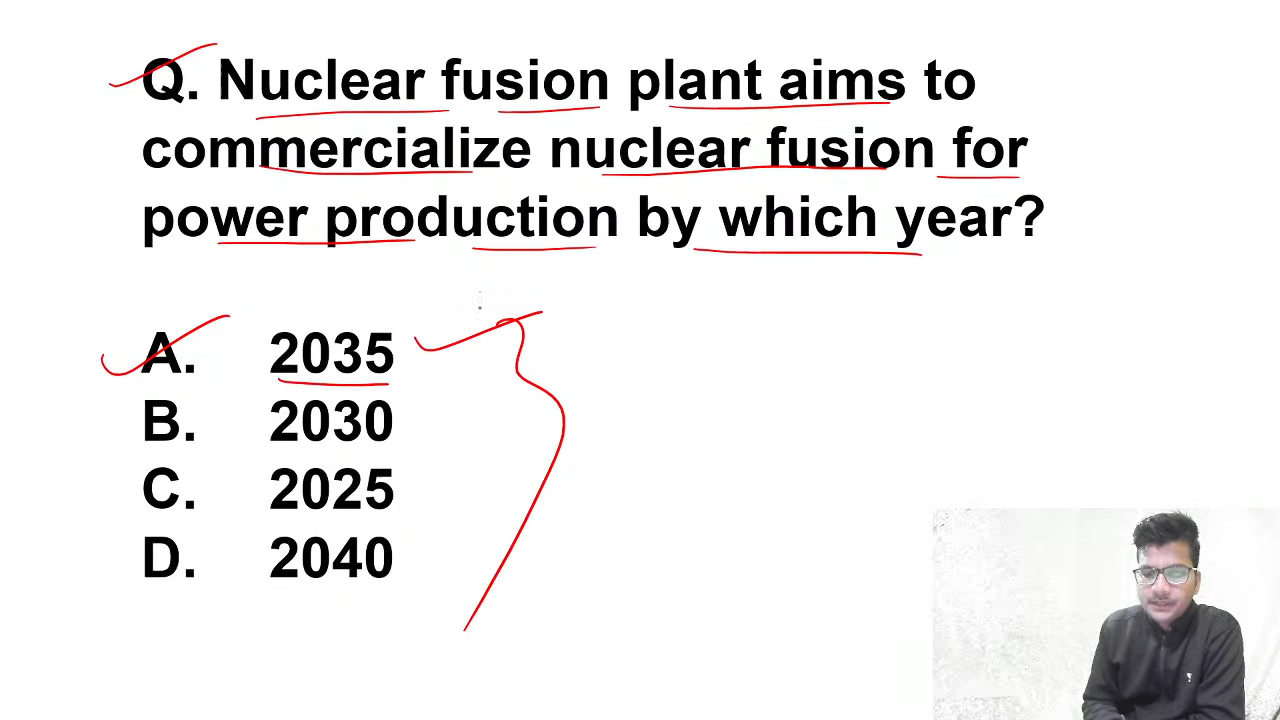 Q. Nuclear fusion plant aims to
commercialize nuclear fusion for
power production by which year?
A. 2035
B. 2030
C. 2025
D. 2040